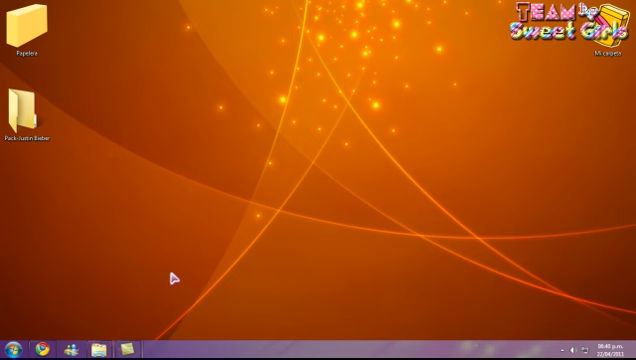 TEAM
Sweet Girls
Papelera
Mi carpeta
Pack-Justin Bieber
06:40 p.m.
22/04/2011